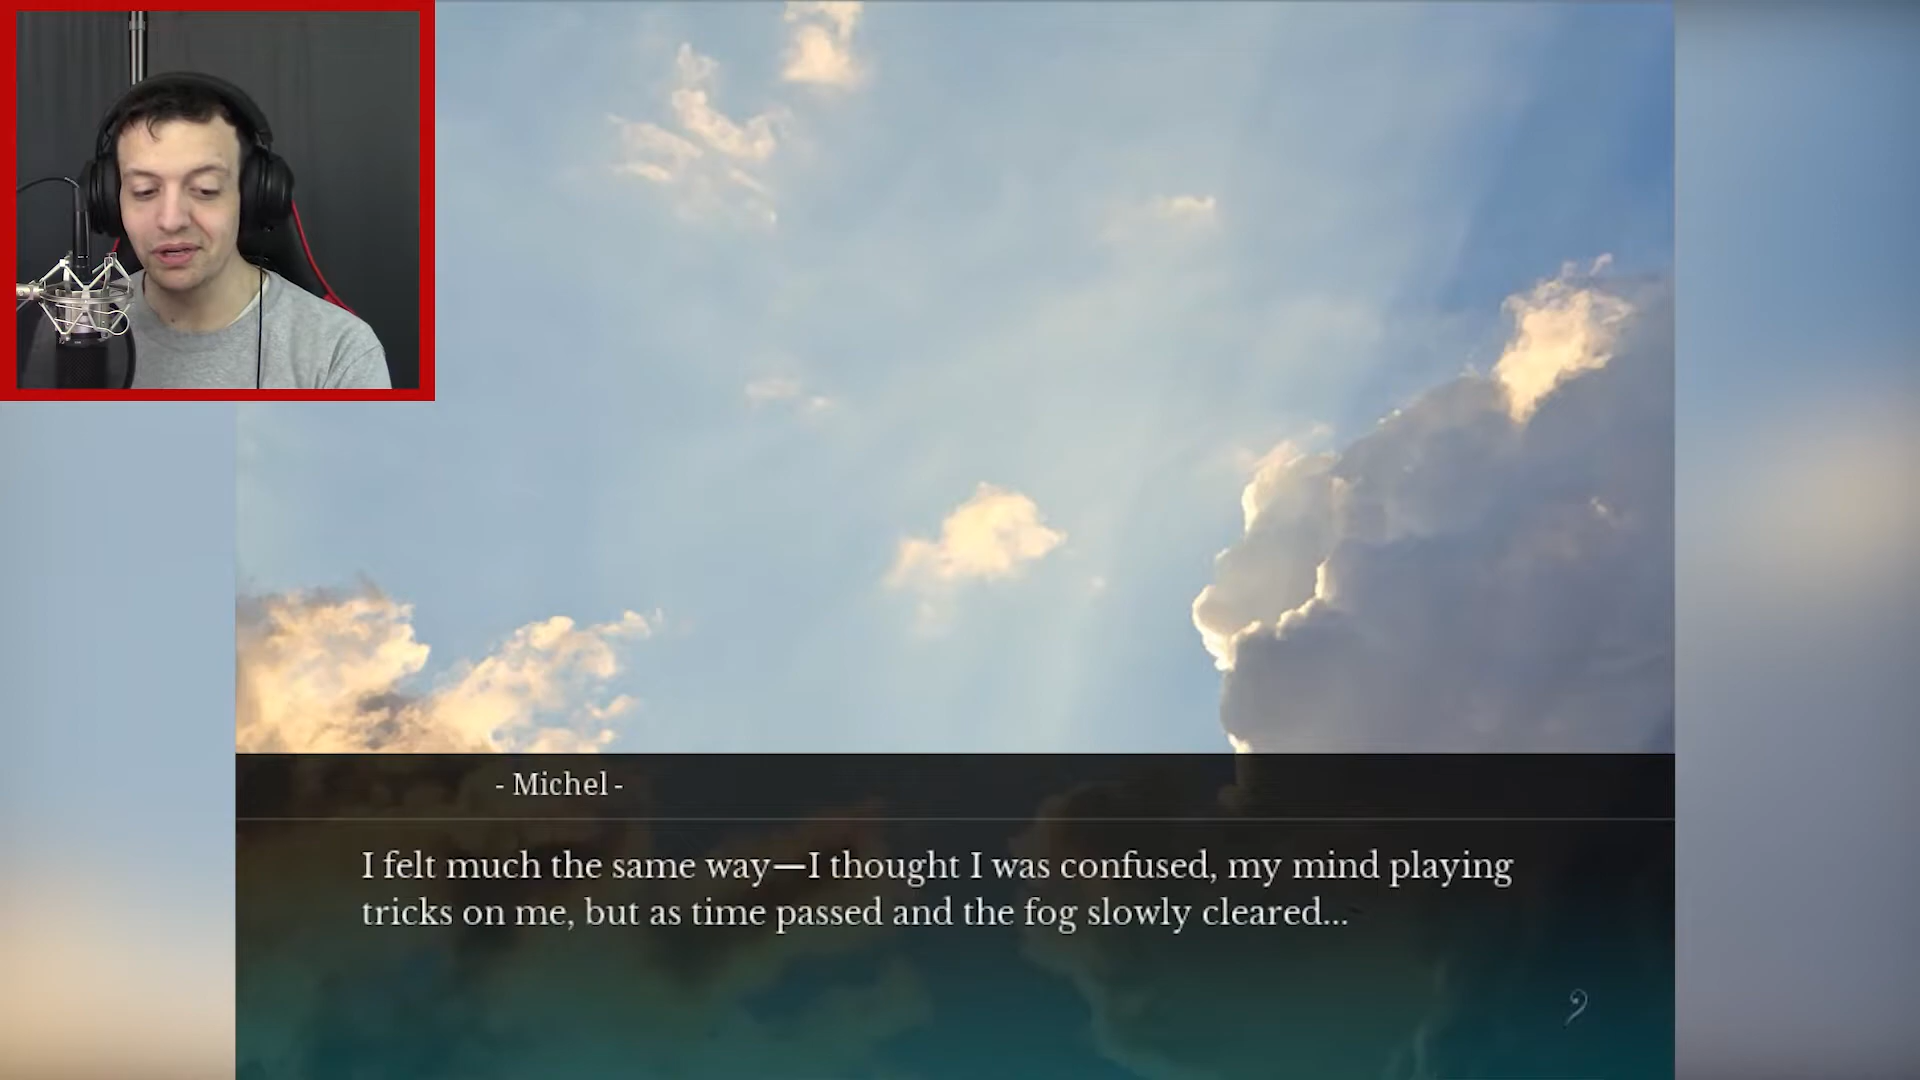 - Michel -
I felt much the same way—I thought I was confused, my mind playing
tricks on me, but as time passed and the fog slowly cleared...